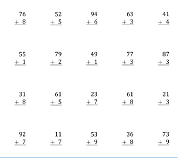 76 52 94 63 41
+ 8 + 5 + 6 + 3 + 4
55 79 49 77 87
+ 1 + 2 + 1 + 3 + 3
31 61 23 61 21
+ 8 + 5 + 7 + 8 + 3
92 11 53 36 73
+ 7 + 7 + 9 + 8 + 9